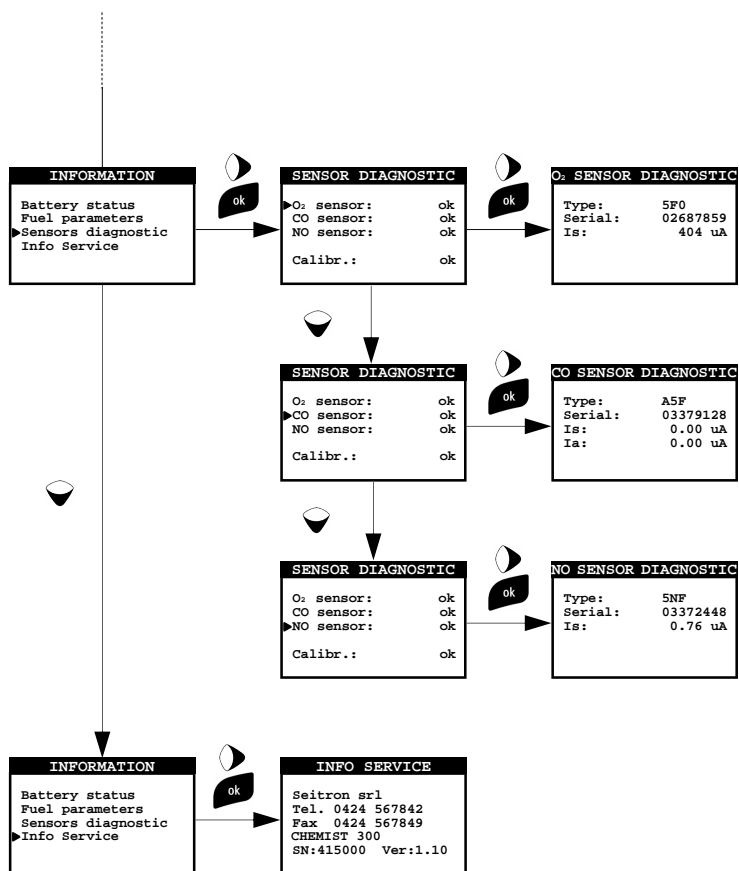 INFORMATION
Battery status
Fuel parameters
Sensors diagnostic
Info Service
ok
SENSOR DIAGNOSTIC
O₂ sensor: ok
CO sensor: ok
NO sensor: ok
Calibr.: ok
ok
O₂ SENSOR DIAGNOSTIC
Type: 5F0
Serial: 02687859
Is: 404 uA
SENSOR DIAGNOSTIC
O₂ sensor: ok
CO sensor: ok
NO sensor: ok
Calibr.: ok
ok
CO SENSOR DIAGNOSTIC
Type: A5F
Serial: 03379128
Is: 0.00 uA
Ia: 0.00 uA
SENSOR DIAGNOSTIC
O₂ sensor: ok
CO sensor: ok
NO sensor: ok
Calibr.: ok
ok
NO SENSOR DIAGNOSTIC
Type: 5NF
Serial: 03372448
Is: 0.76 uA
INFORMATION
Battery status
Fuel parameters
Sensors diagnostic
Info Service
ok
INFO SERVICE
Seitron srl
Tel. 0424 567842
Fax 0424 567849
CHEMIST 300
SN:415000 Ver:1.10